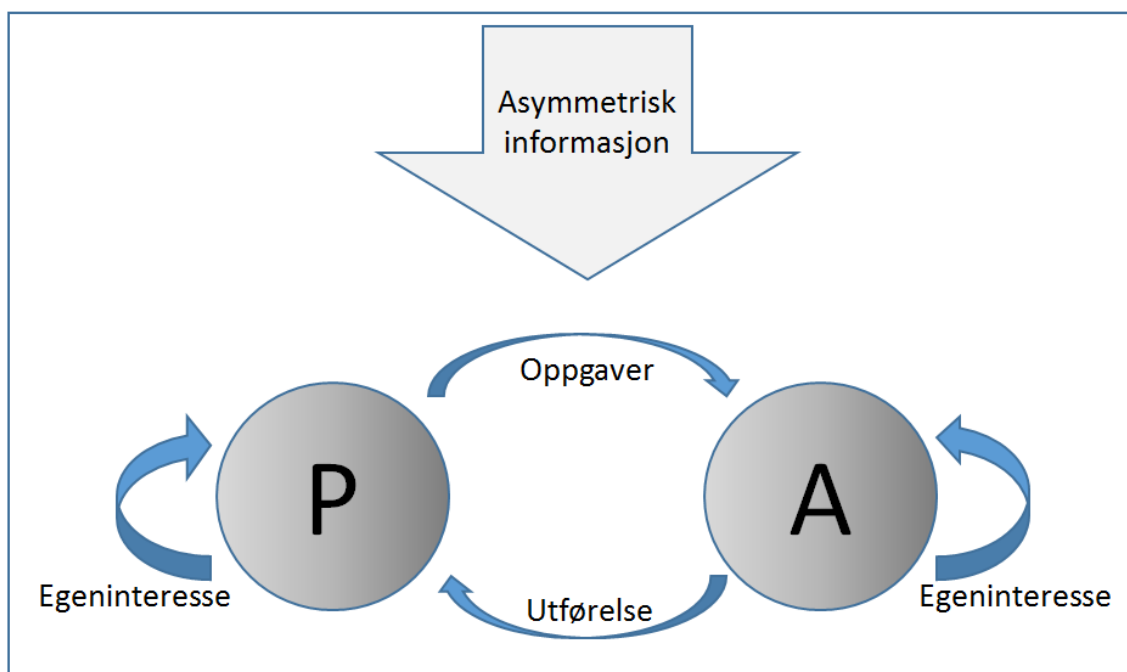 Asymmetrisk
informasjon
Oppgaver
P
A
Egeninteresse
Utførelse
Egeninteresse